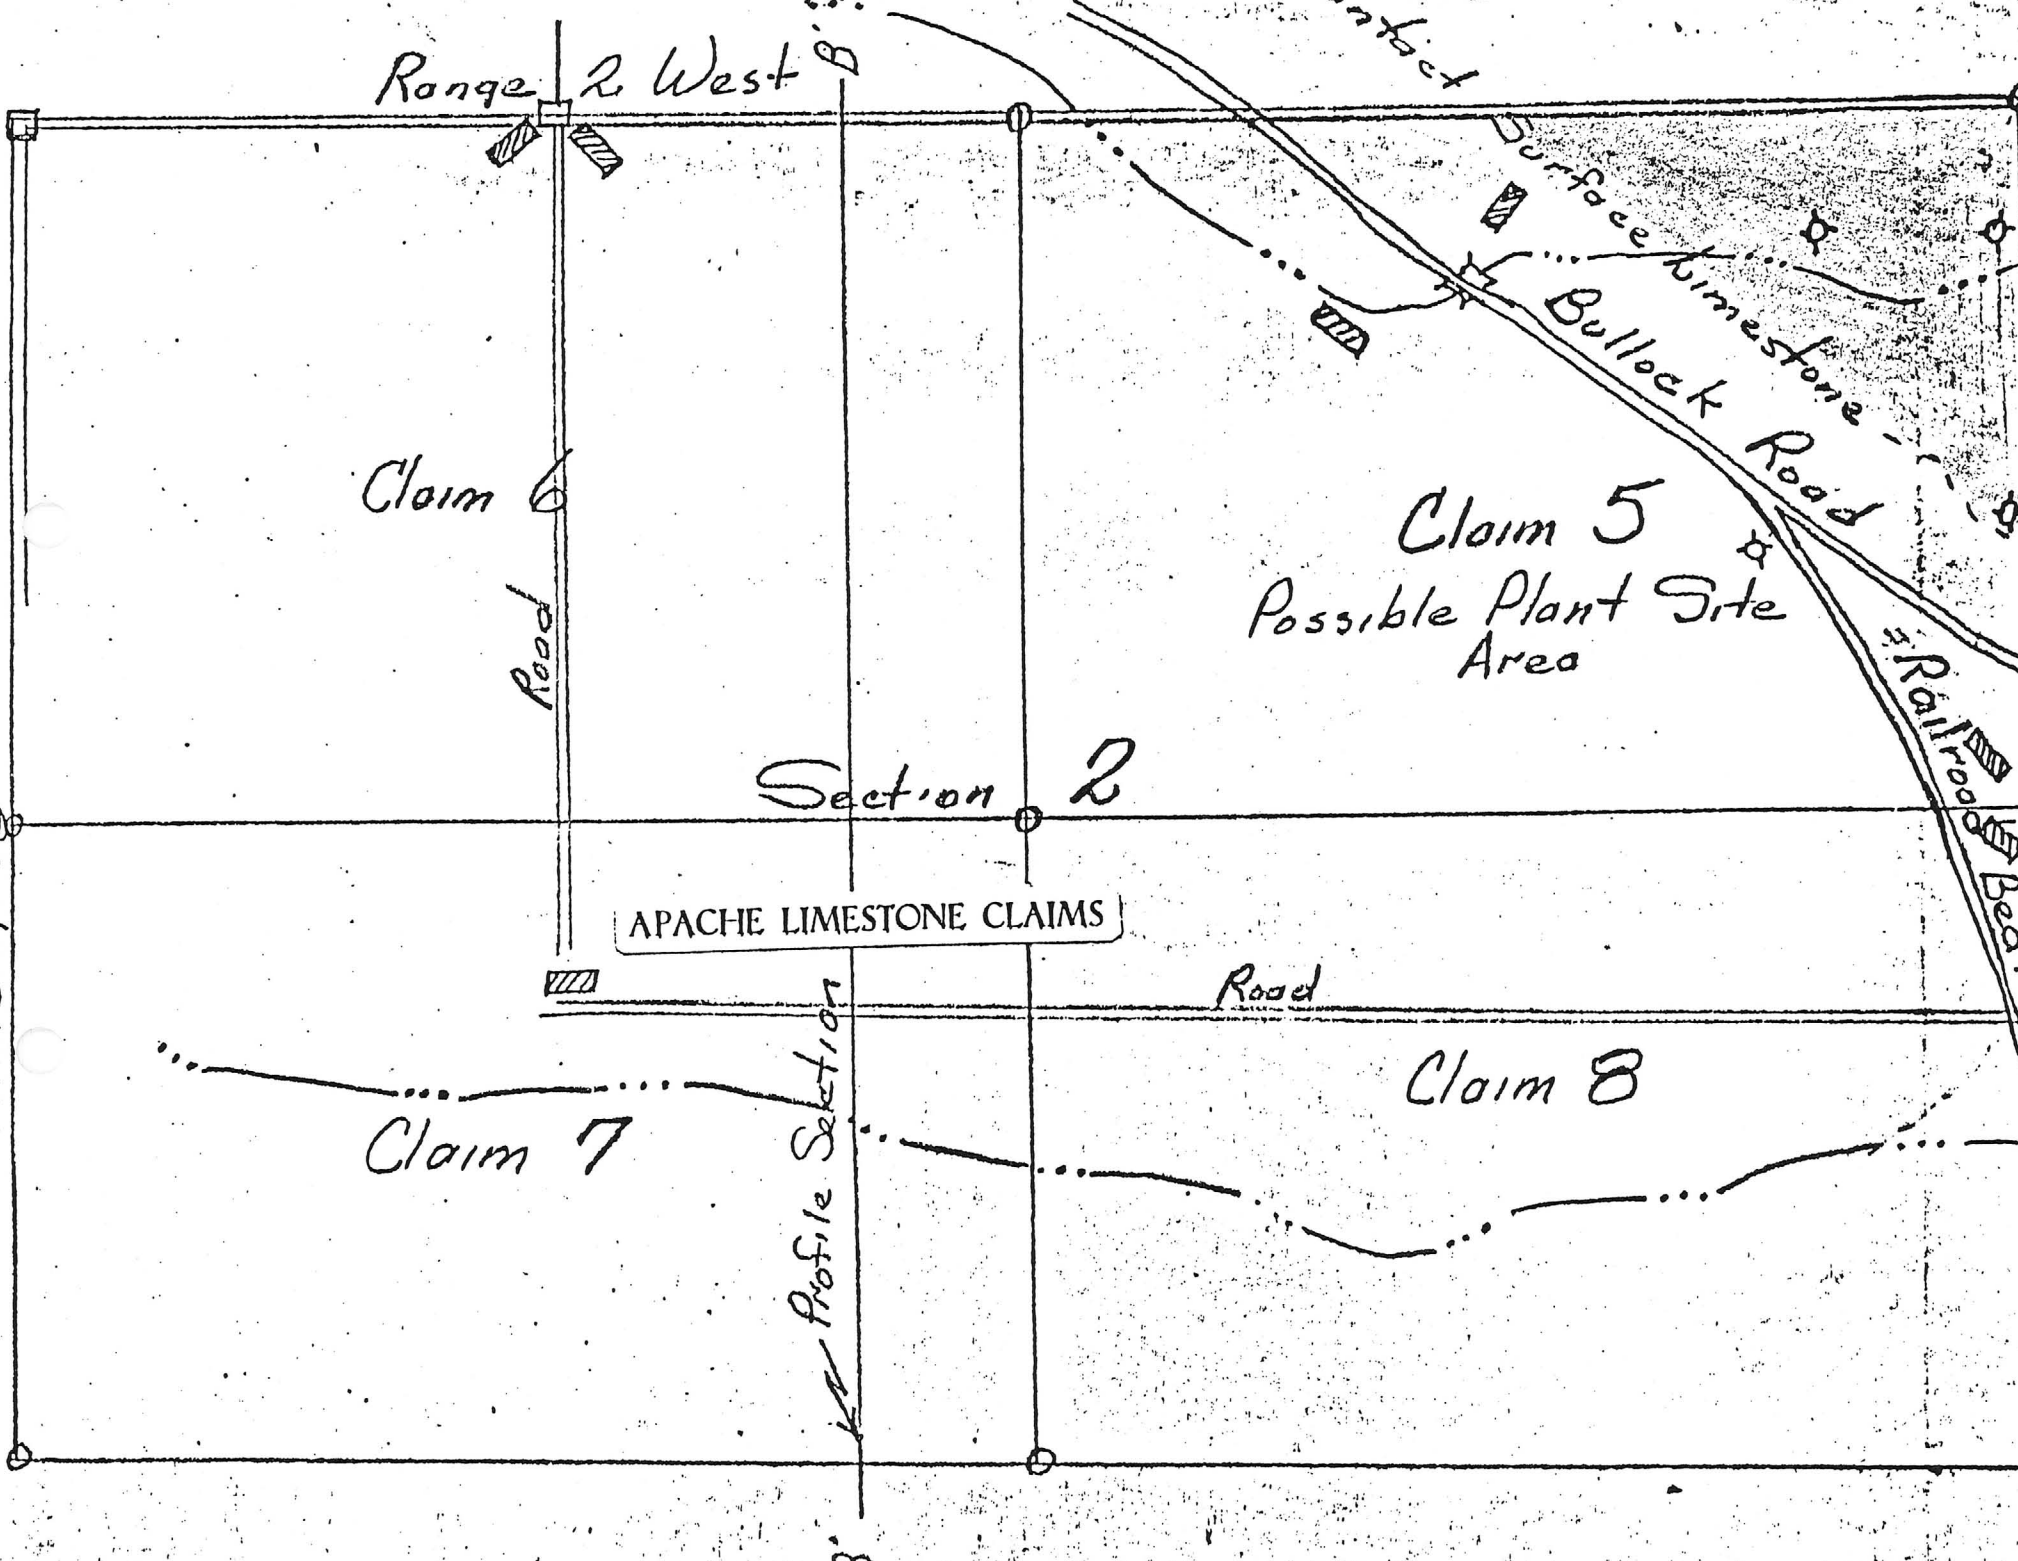 Range 2 West
B'
Surface Limestone
Bullock Road
Claim 6
Claim 5
Possible Plant Site
Area
Road
Railroad
Section 2
APACHE LIMESTONE CLAIMS
Road
Claim 8
Claim 7
Profile Section